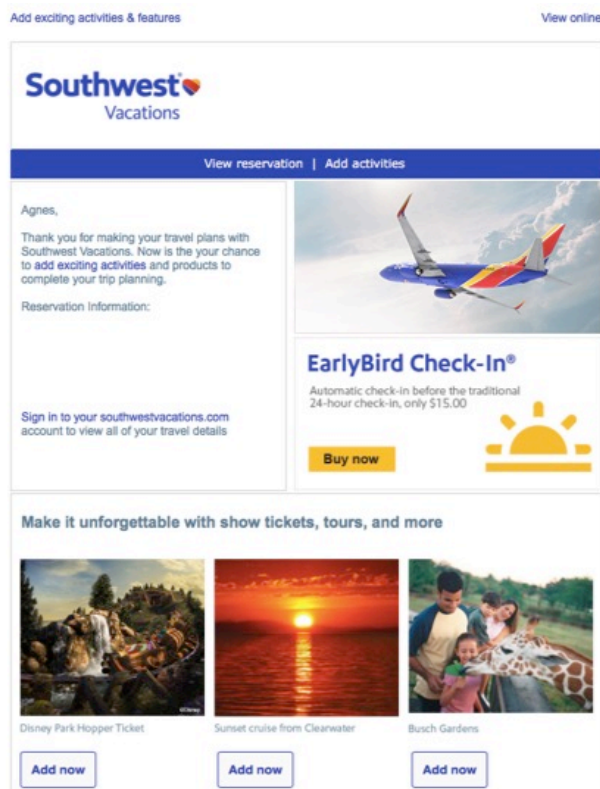 Add exciting activities & features
View online
Southwest®
Vacations
View reservation | Add activities
Agnes,
Thank you for making your travel plans with
Southwest Vacations. Now is the your chance
to add exciting activities and products to
complete your trip planning.
Reservation Information:
Sign in to your southwestvacations.com
account to view all of your travel details
EarlyBird Check-In®
Automatic check-in before the traditional
24-hour check-in, only $15.00
Buy now
Make it unforgettable with show tickets, tours, and more
©Disney
Disney Park Hopper Ticket
Sunset cruise from Clearwater
Busch Gardens
Add now
Add now
Add now